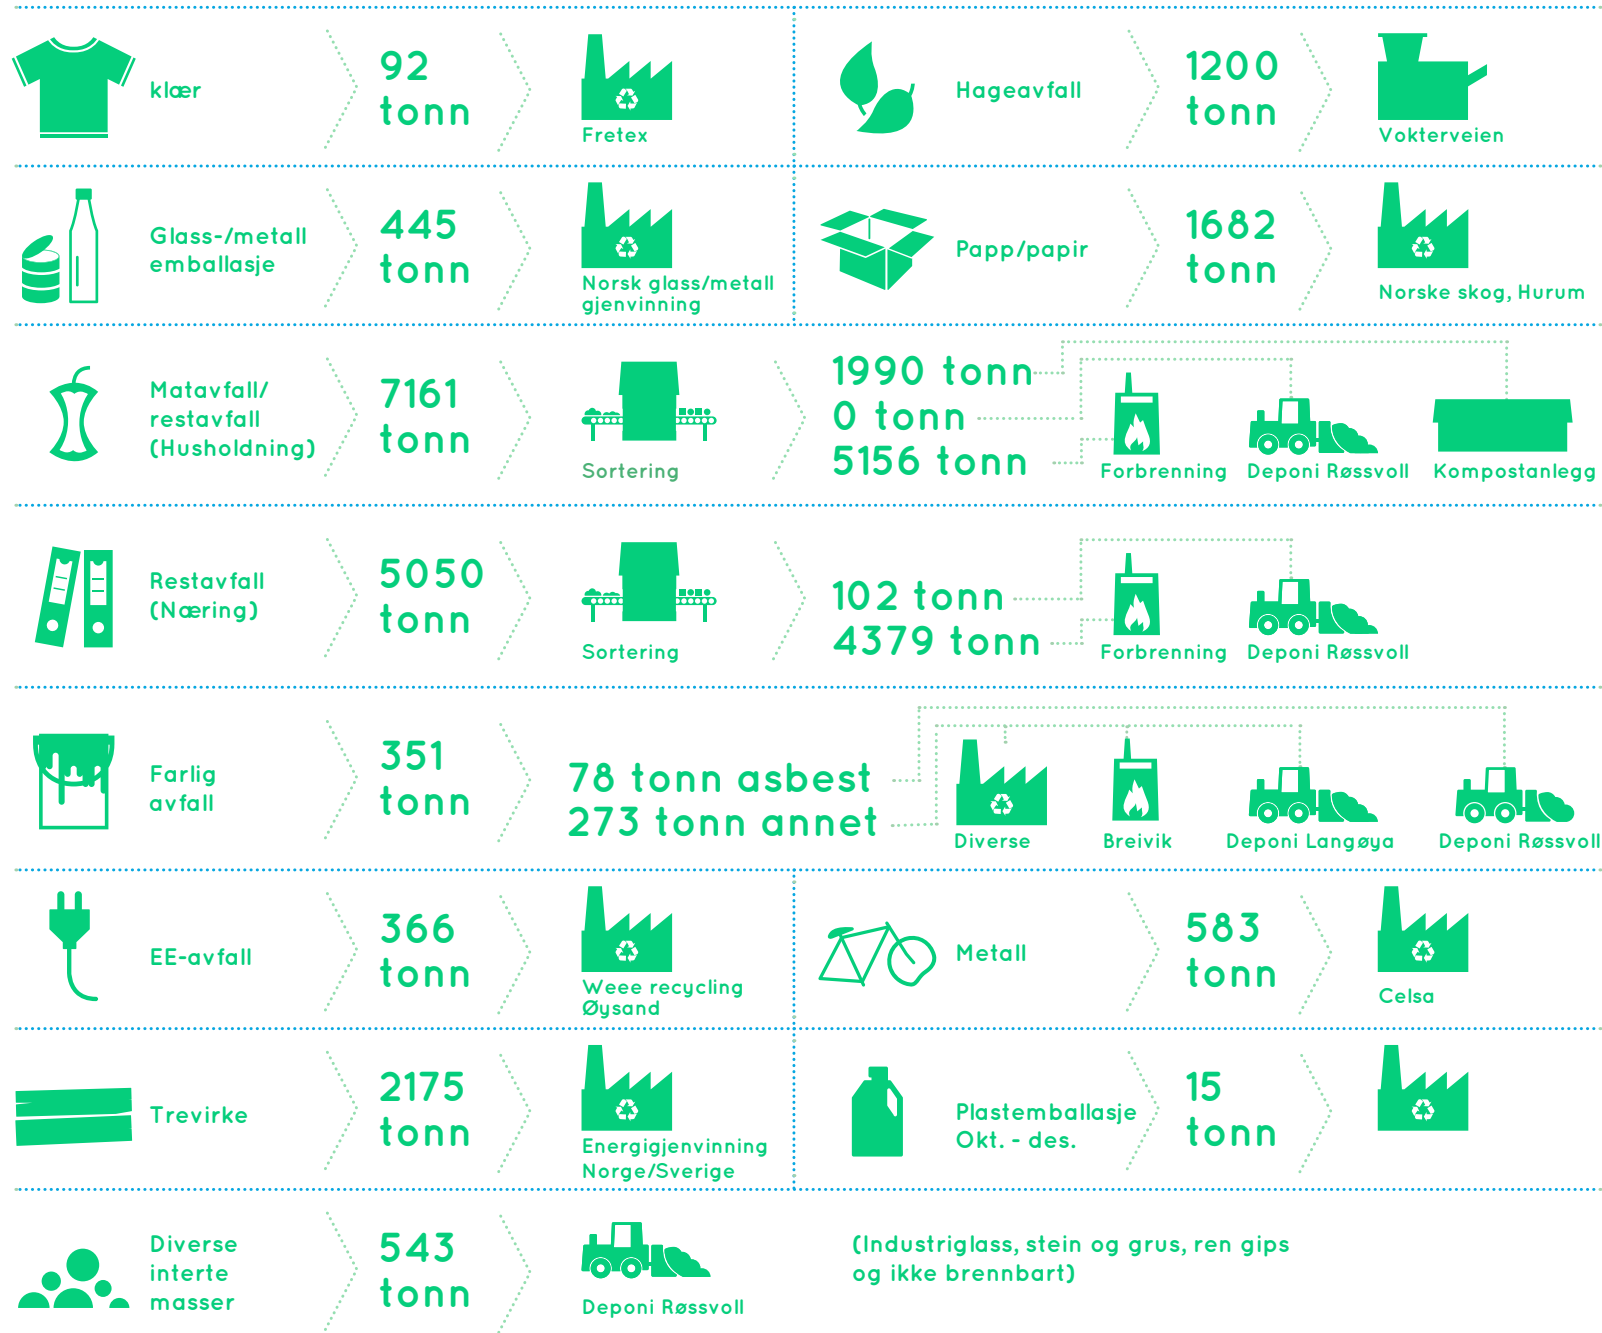 klær
92
tonn
Fretex
Hageavfall
1200
tonn
Vokterveien
Glass-/metall
emballasje
445
tonn
Norsk glass/metall
gjenvinning
Papp/papir
1682
tonn
Norske skog, Hurum
Matavfall/
restavfall
(Husholdning)
7161
tonn
Sortering
1990 tonn
0 tonn
5156 tonn
Forbrenning
Deponi Røssvoll
Kompostanlegg
Restavfall
(Næring)
5050
tonn
Sortering
102 tonn
4379 tonn
Forbrenning
Deponi Røssvoll
Farlig
avfall
351
tonn
78 tonn asbest
273 tonn annet
Diverse
Breivik
Deponi Langøya
Deponi Røssvoll
EE-avfall
366
tonn
Weee recycling
Øysand
Metall
583
tonn
Celsa
Trevirke
2175
tonn
Energigjenvinning
Norge/Sverige
Plastemballasje
Okt. - des.
15
tonn
Diverse
interte
masser
543
tonn
Deponi Røssvoll
(Industriglass, stein og grus, ren gips
og ikke brennbart)